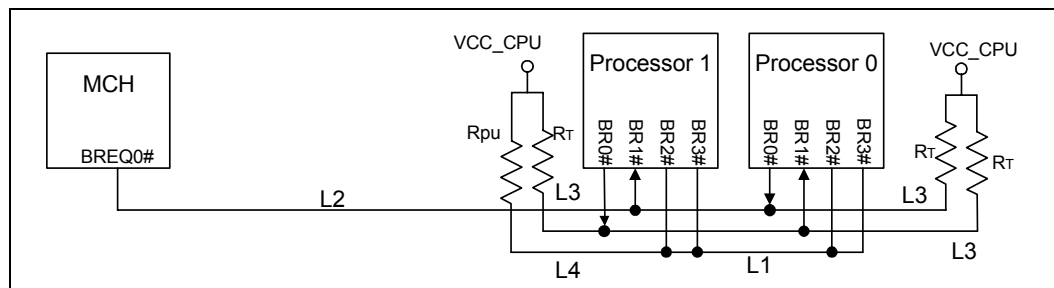 VCC_CPU
VCC_CPU
MCH
Processor 1
Processor 0
Rpu
RT
BR0#
BR1#
BR2#
BR3#
BR0#
BR1#
BR2#
BR3#
RT
RT
BREQ0#
L2
L3
L3
L4
L1
L3